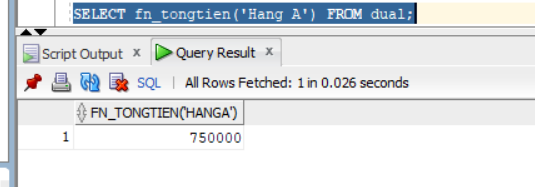 SELECT fn_tongtien('Hang A') FROM dual;
Script Output x Query Result x
SQL | All Rows Fetched: 1 in 0.026 seconds
FN_TONGTIEN('HANGA')
1 750000